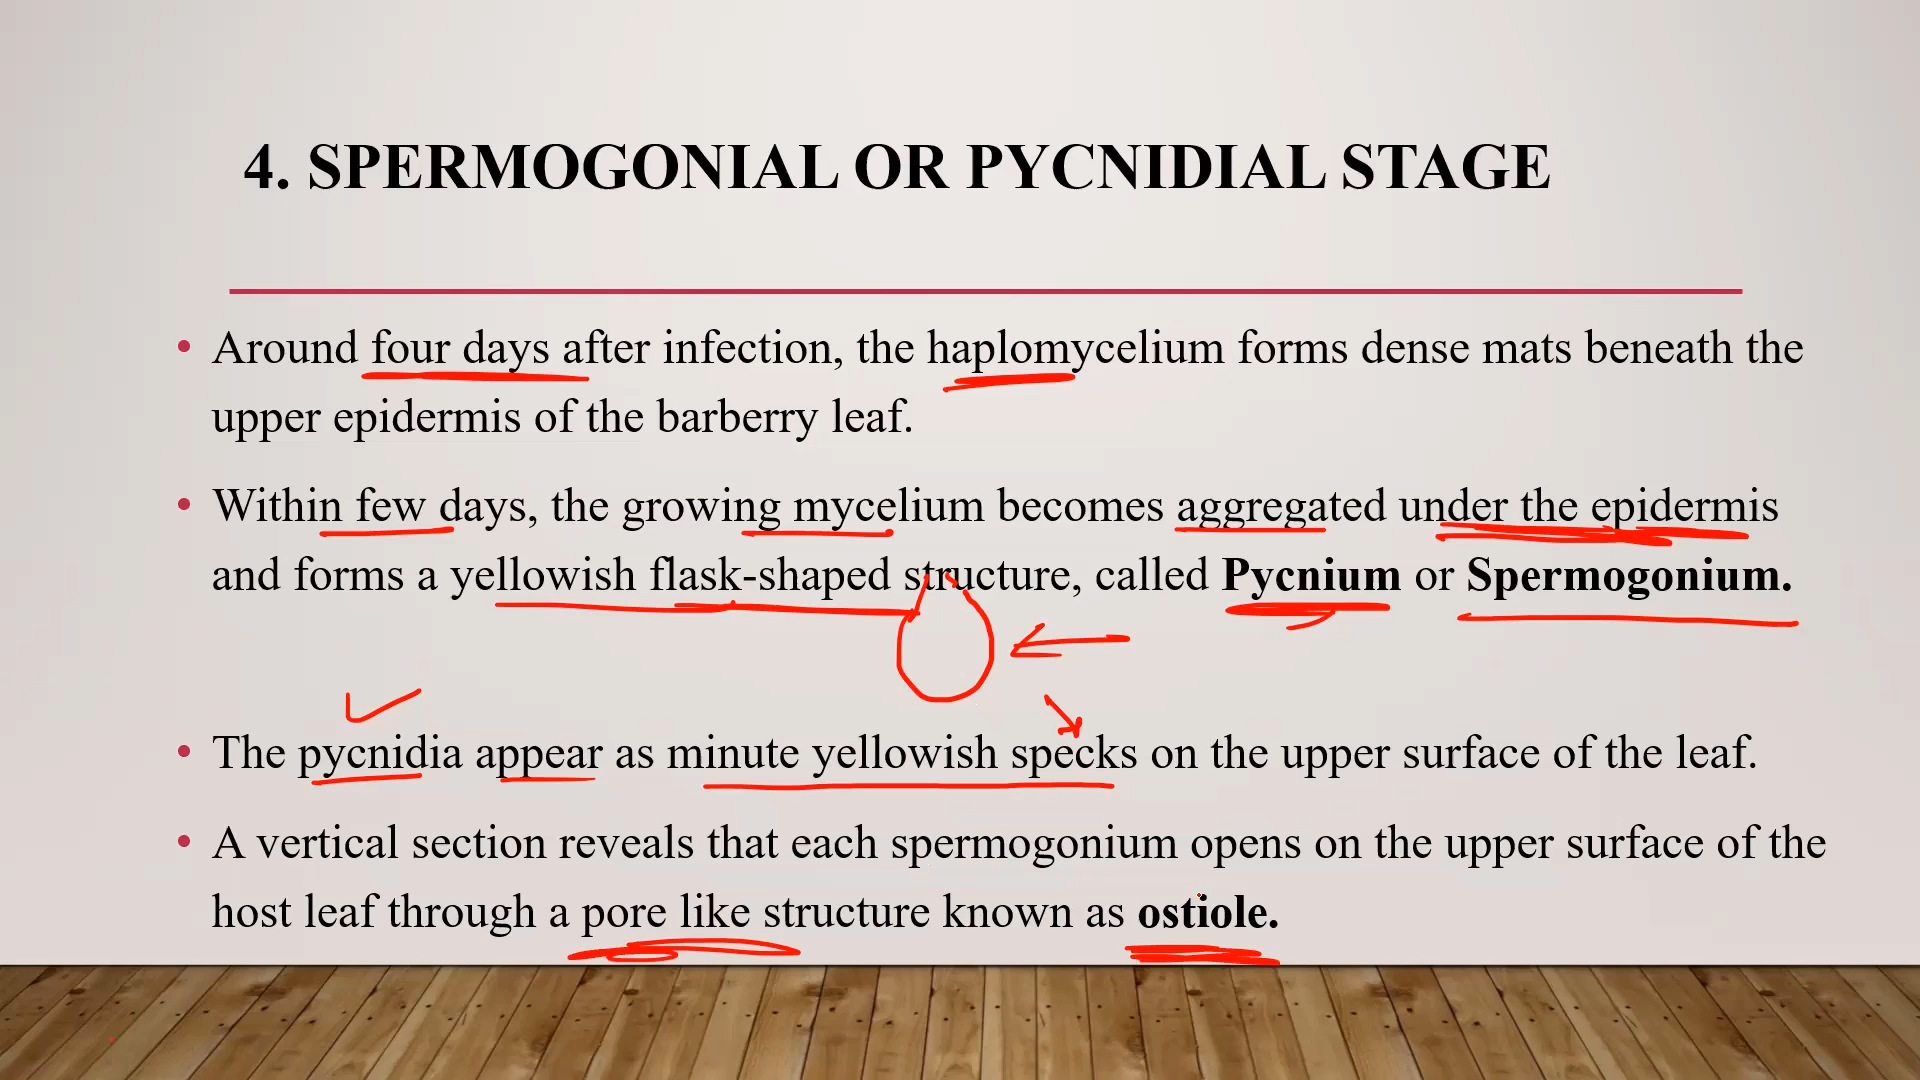 4. SPERMOGONIAL OR PYCNIDIAL STAGE
• Around four days after infection, the haplomycelium forms dense mats beneath the
upper epidermis of the barberry leaf.
• Within few days, the growing mycelium becomes aggregated under the epidermis
and forms a yellowish flask-shaped structure, called Pycnium or Spermogonium.
• The pycnidia appear as minute yellowish specks on the upper surface of the leaf.
• A vertical section reveals that each spermogonium opens on the upper surface of the
host leaf through a pore like structure known as ostiole.